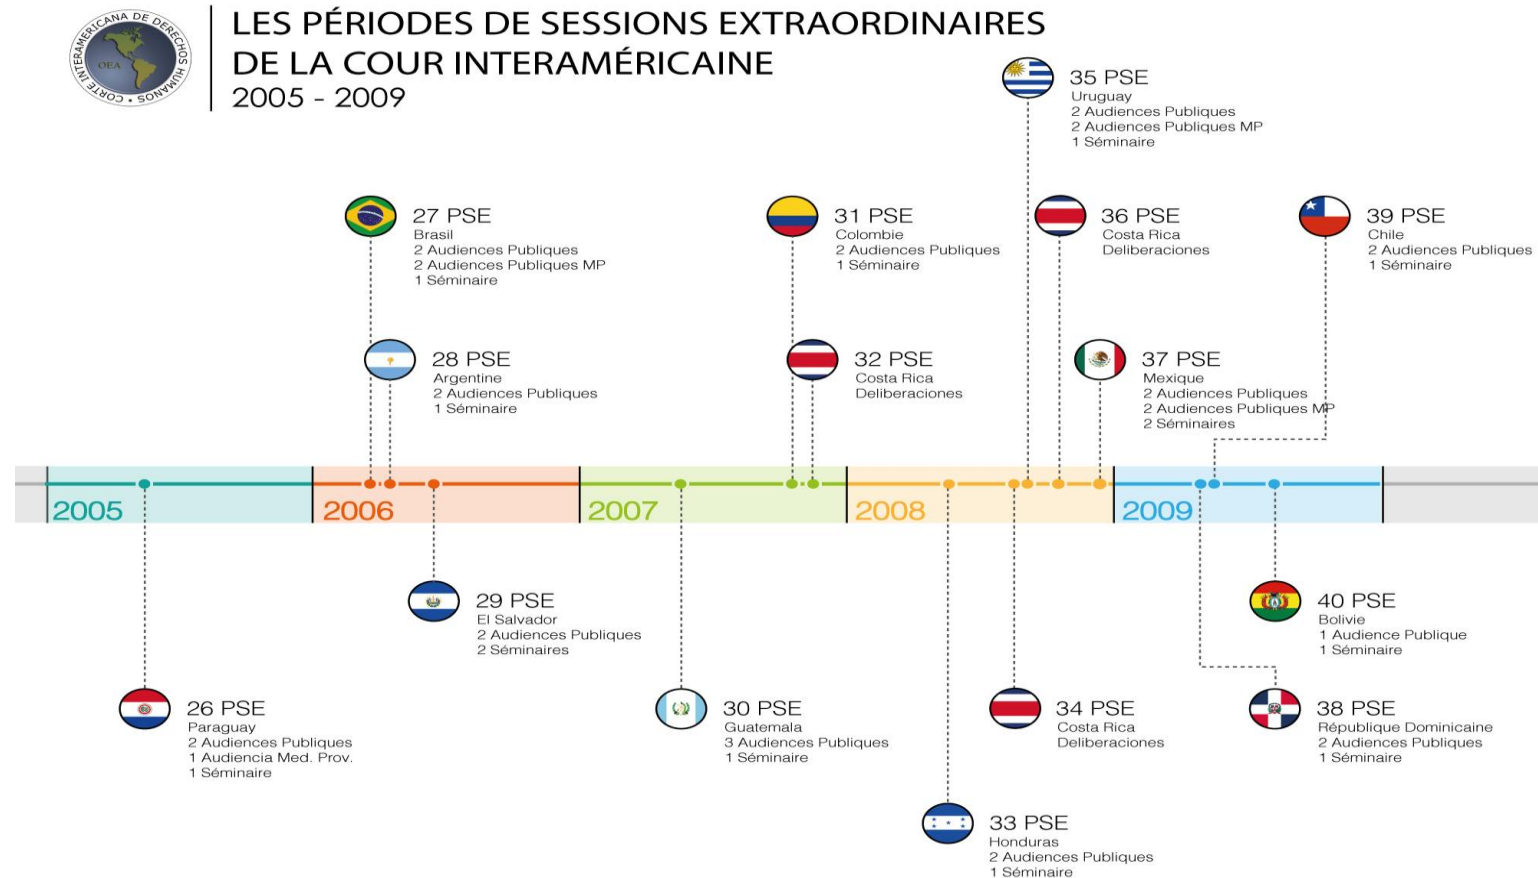 CORTE INTERAMERICANA DE DERECHOS HUMANOS •
OEA
LES PÉRIODES DE SESSIONS EXTRAORDINAIRES
DE LA COUR INTERAMÉRICAINE
2005 - 2009
35 PSE
Uruguay
2 Audiences Publiques
2 Audiences Publiques MP
1 Séminaire
27 PSE
Brasil
2 Audiences Publiques
2 Audiences Publiques MP
1 Séminaire
31 PSE
Colombie
2 Audiences Publiques
1 Séminaire
36 PSE
Costa Rica
Deliberaciones
39 PSE
Chile
2 Audiences Publiques
1 Séminaire
28 PSE
Argentine
2 Audiences Publiques
1 Séminaire
32 PSE
Costa Rica
Deliberaciones
37 PSE
Mexique
2 Audiences Publiques
2 Audiences Publiques MP
2 Séminaires
2005
2006
2007
2008
2009
29 PSE
El Salvador
2 Audiences Publiques
2 Séminaires
40 PSE
Bolivie
1 Audience Publique
1 Séminaire
26 PSE
Paraguay
2 Audiences Publiques
1 Audiencia Med. Prov.
1 Séminaire
30 PSE
Guatemala
3 Audiences Publiques
1 Séminaire
34 PSE
Costa Rica
Deliberaciones
38 PSE
République Dominicaine
2 Audiences Publiques
1 Séminaire
33 PSE
Honduras
2 Audiences Publiques
1 Séminaire